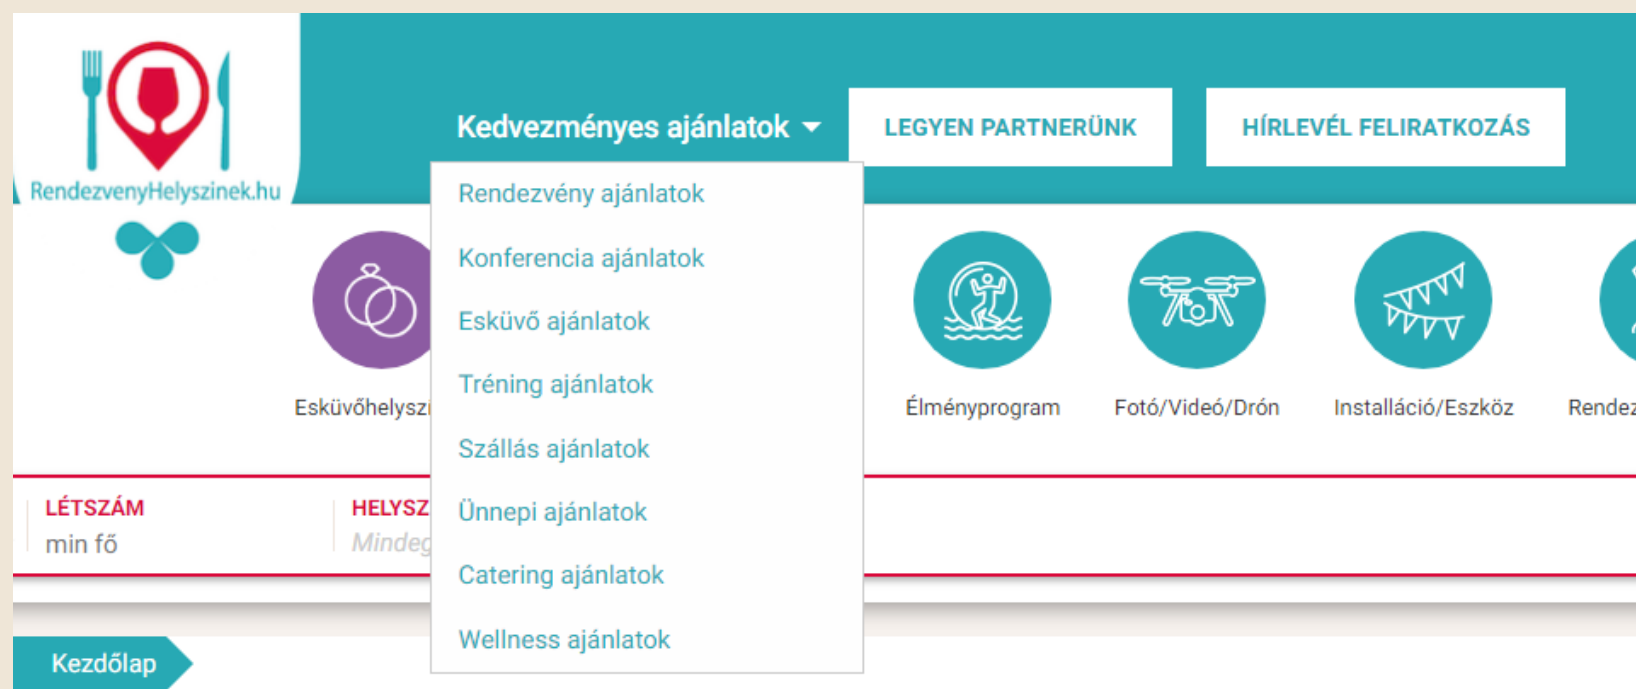 RendezvenyHelyszinek.hu
Kedvezményes ajánlatok
LEGYEN PARTNERÜNK
HÍRLEVÉL FELIRATKOZÁS
Rendezvény ajánlatok
Konferencia ajánlatok
Esküvő ajánlatok
Tréning ajánlatok
Szállás ajánlatok
Ünnepi ajánlatok
Catering ajánlatok
Wellness ajánlatok
Élményprogram
Fotó/Videó/Drón
Installáció/Eszköz
LÉTSZÁM
min fő
Kezdőlap